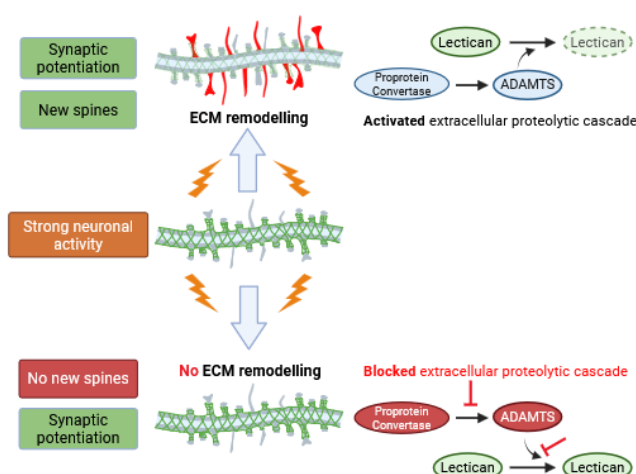 Synaptic
potentiation
New spines
ECM remodelling
Lectican
Lectican
Proprotein
Convertase
ADAMTS
Activated extracellular proteolytic cascade
Strong neuronal
activity
No new spines
Synaptic
potentiation
No ECM remodelling
Blocked extracellular proteolytic cascade
Proprotein
Convertase
ADAMTS
Lectican
Lectican